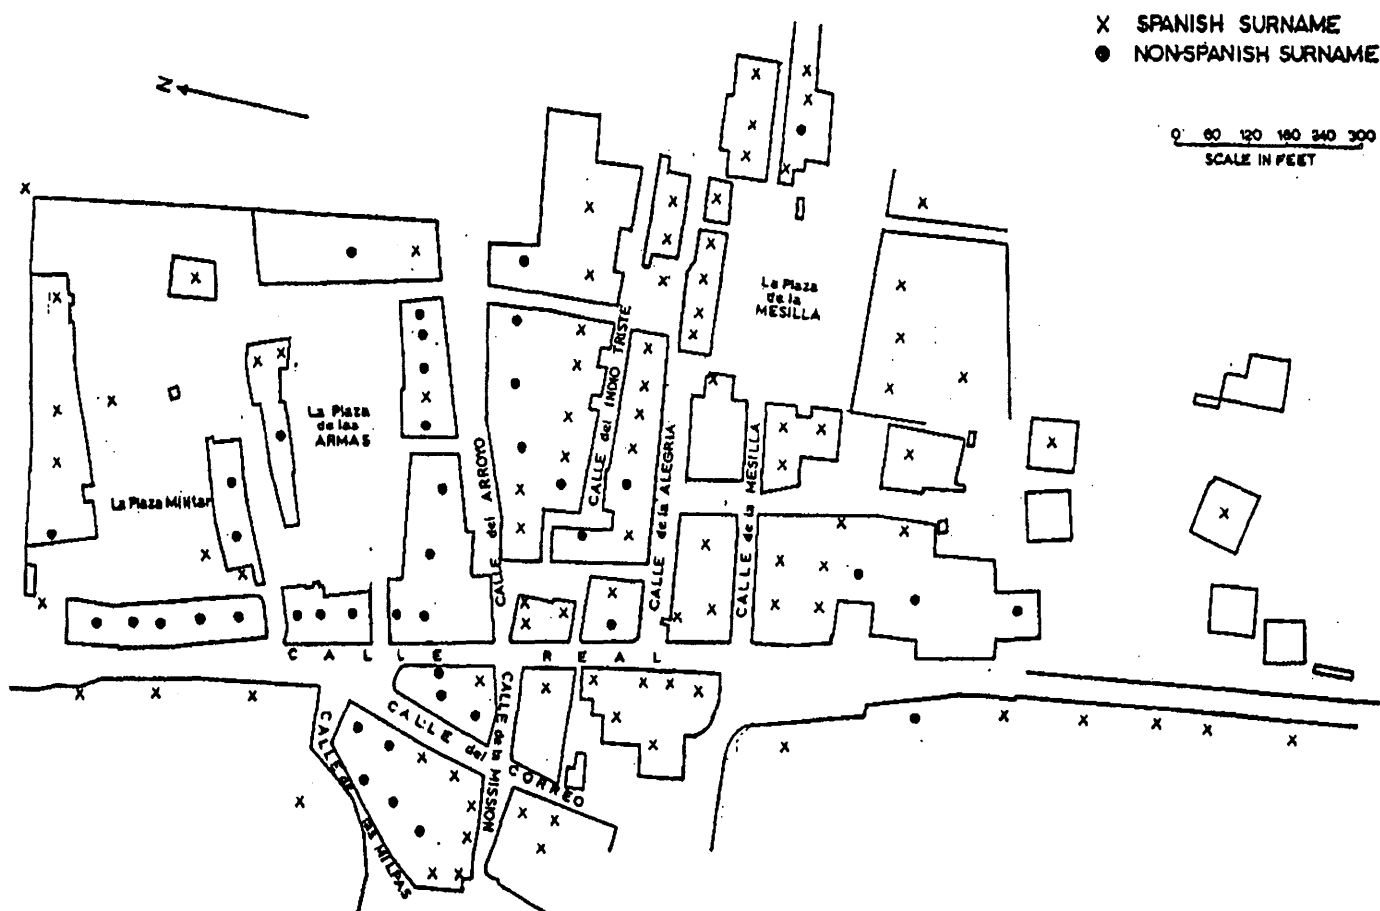 X SPANISH SURNAME
● NON-SPANISH SURNAME
N
0 60 120 180 240 300
SCALE IN FEET
La Plaza
de la
MESILLA
La Plaza
de las
ARMAS
La Plaza Militar
CALLE del INDIO TRISTE
CALLE del ARROYO
CALLE de la ALEGRIA
CALLE de la MESILLA
CALLE REAL
CALLE de la MISSION
CALLE del CORREO
CALLE de las MILPAS